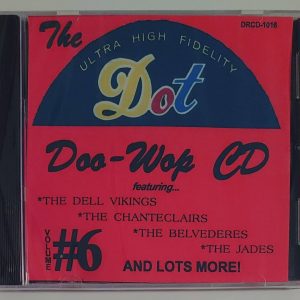 The
DRCD-1016
ULTRA HIGH FIDELITY
Dot
Doo-Wop CD
featuring...
*THE DELL VIKINGS
*THE CHANTECLAIRS
*THE BELVEDERES
*THE JADES
VOLUME
#6
AND LOTS MORE!